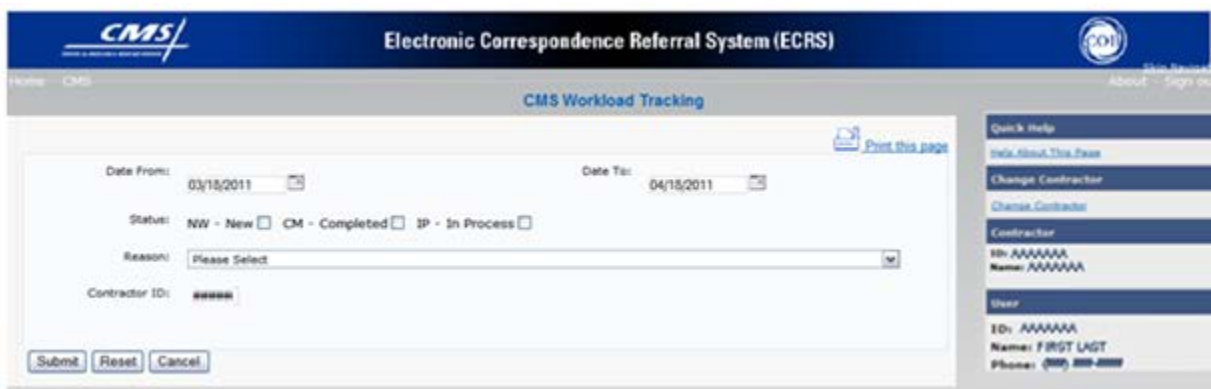 CMS
Electronic Correspondence Referral System (ECRS)
COB
Home CMS
About Sign ou
CMS Workload Tracking
Print this page
Date From: 03/18/2011 Date To: 04/18/2011
Status: NW - New CM - Completed IP - In Process
Reason: Please Select
Contractor ID: #####
Submit Reset Cancel
Quick Help
Help About This Page
Change Contractor
Change Contractor
Contractor
ID: AAAAAAA
Name: AAAAAAA
User
ID: AAAAAAA
Name: FIRST LAST
Phone: (###) ###-####